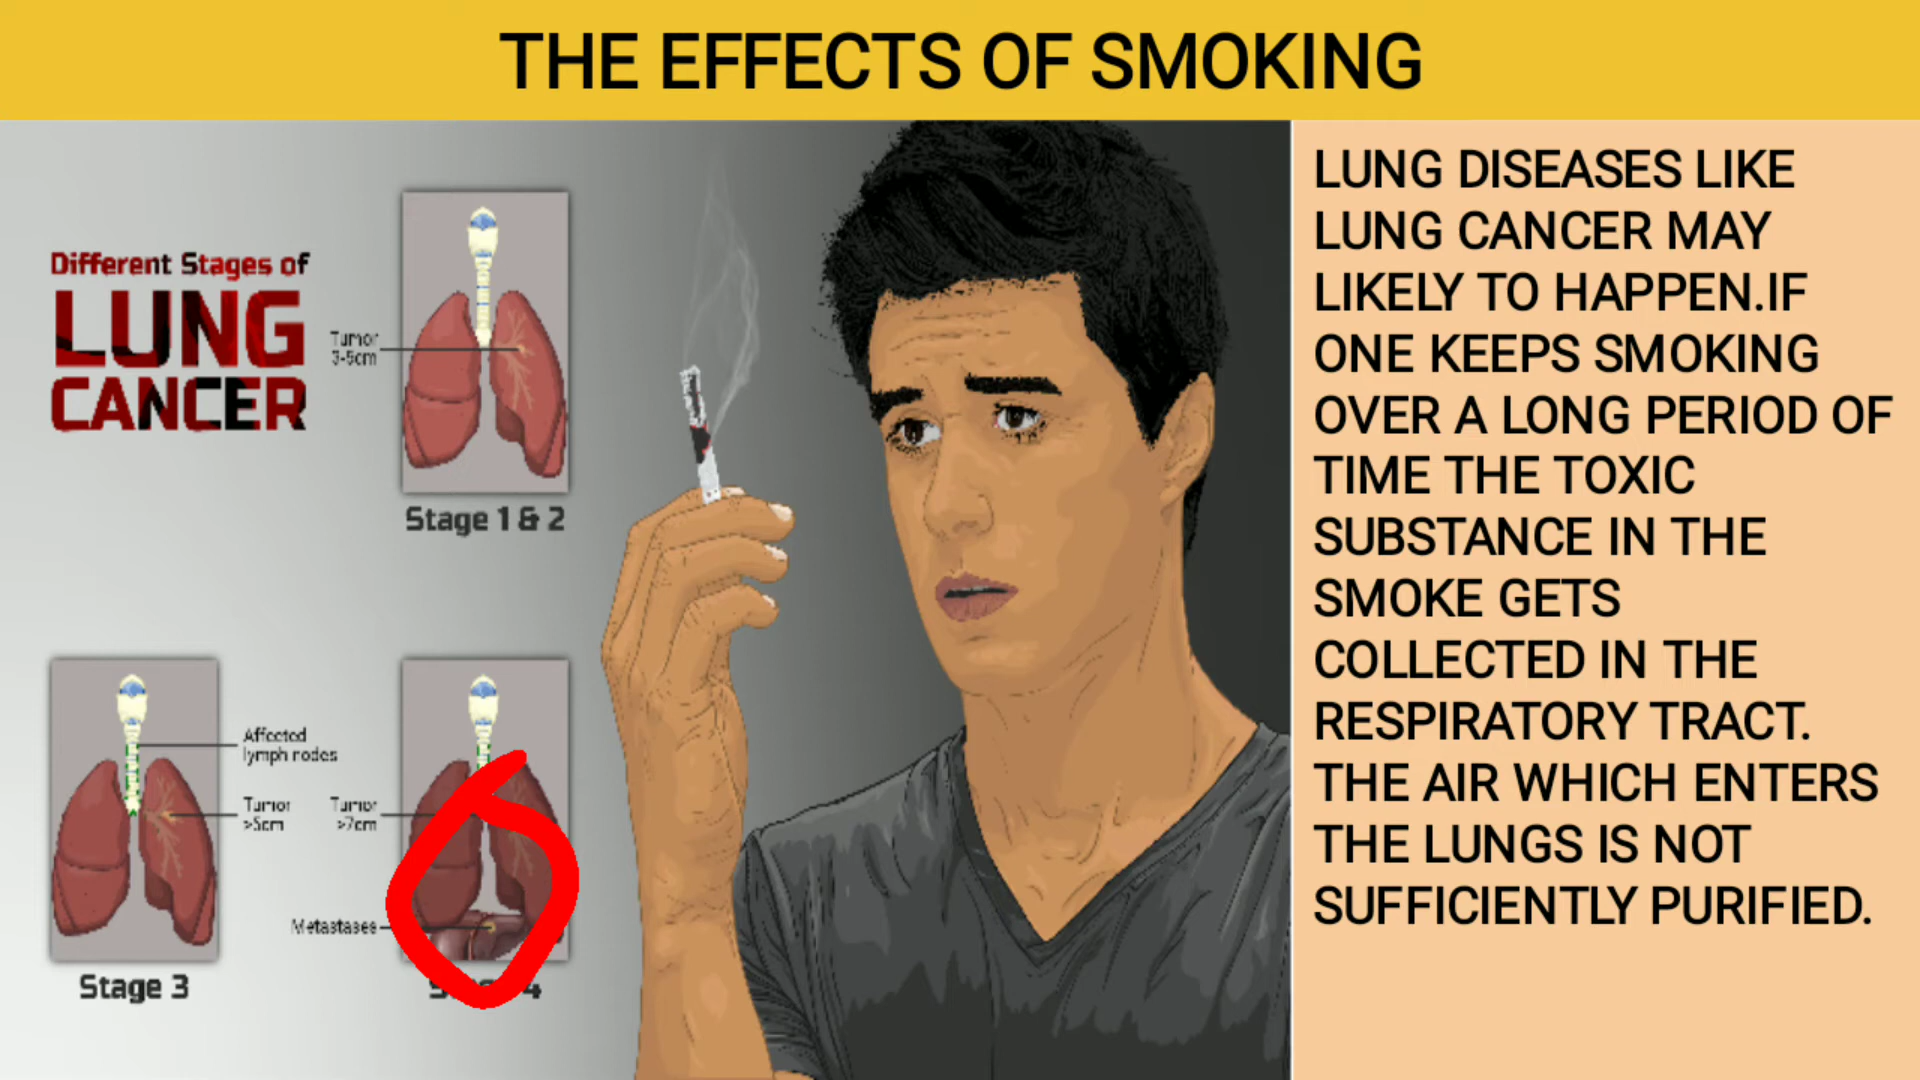 THE EFFECTS OF SMOKING
Different Stages of
LUNG
CANCER
Tumor
3-5cm
Stage 1 & 2
Affected
lymph nodes
Tumor
>5cm
Stage 3
Tumor
>7cm
Metastases
4
LUNG DISEASES LIKE
LUNG CANCER MAY
LIKELY TO HAPPEN.IF
ONE KEEPS SMOKING
OVER A LONG PERIOD OF
TIME THE TOXIC
SUBSTANCE IN THE
SMOKE GETS
COLLECTED IN THE
RESPIRATORY TRACT.
THE AIR WHICH ENTERS
THE LUNGS IS NOT
SUFFICIENTLY PURIFIED.